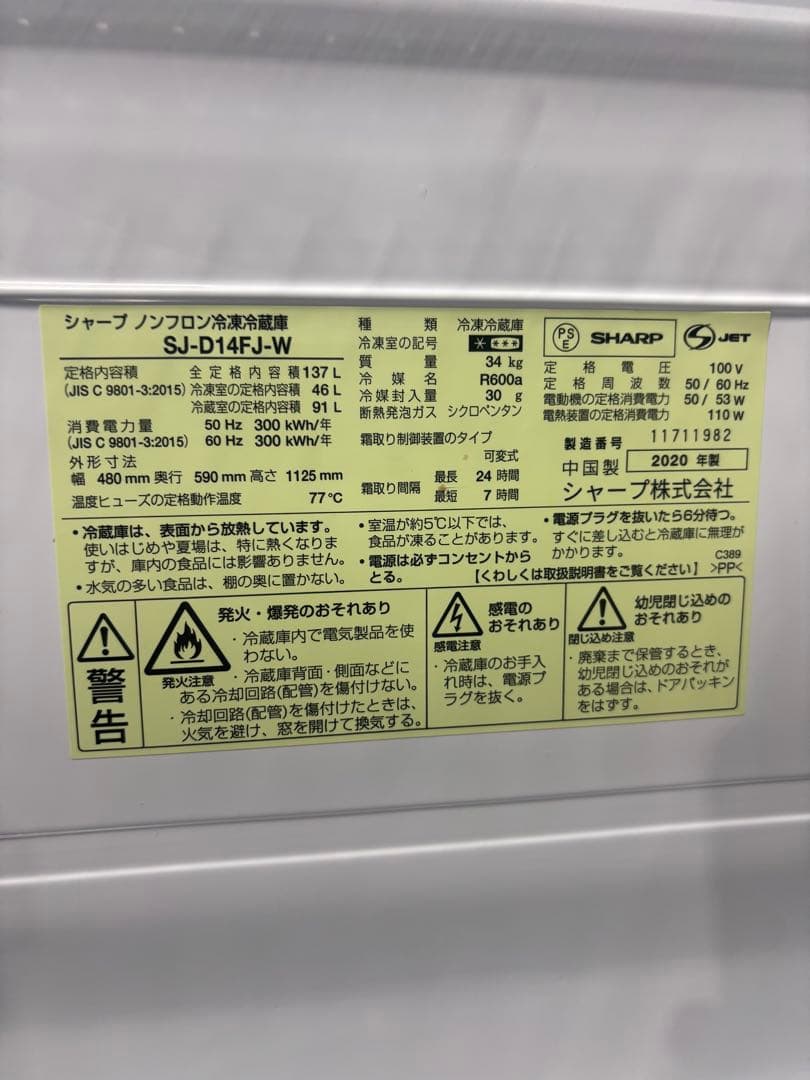 シャープ ノンフロン冷凍冷蔵庫
SJ-D14FJ-W
定格内容積 全定格内容積 137 L
(JIS C 9801-3:2015) 冷凍室の定格内容積 46 L
冷蔵室の定格内容積 91 L
消費電力量 50 Hz 300 kWh/年
(JIS C 9801-3:2015) 60 Hz 300 kWh/年
外形寸法
幅 480 mm 奥行 590 mm 高さ 1125 mm
温度ヒューズの定格動作温度 77℃
種類 冷凍冷蔵庫
冷凍室の記号 * ***
質量 34 kg
冷媒名 R600a
冷媒封入量 30 g
断熱発泡ガス シクロペンタン
霜取り制御装置のタイプ
可変式
霜取り間隔 最長 24 時間
最短 7 時間
PS E SHARP S JET
定格電圧 100 V
定格周波数 50 / 60 Hz
電動機の定格消費電力 50 / 53 W
電熱装置の定格消費電力 110 W
製造番号 11711982
中国製 2020 年製
シャープ株式会社
・冷蔵庫は、表面から放熱しています。
使いはじめや夏場は、特に熱くなりま
すが、庫内の食品には影響ありません。
・水気の多い食品は、棚の奥に置かない。
・室温が約5℃以下では、
食品が凍ることがあります。
・電源は必ずコンセントから
とる。
・電源プラグを抜いたら6分待つ。
すぐに差し込むと冷蔵庫に無理が
かかります。
C389
【くわしくは取扱説明書をご覧ください】 >PP<
警告
発火・爆発のおそれあり
発火注意
・冷蔵庫内で電気製品を使
わない。
・冷蔵庫背面・側面などに
ある冷却回路(配管)を傷付けない。
・冷却回路(配管)を傷付けたときは、
火気を避け、窓を開けて換気する。
感電の
おそれあり
感電注意
・冷蔵庫のお手入
れ時は、電源プ
ラグを抜く。
幼児閉じ込めの
おそれあり
閉じ込め注意
・廃棄まで保管するとき、
幼児閉じ込めのおそれが
ある場合は、ドアパッキン
をはずす。